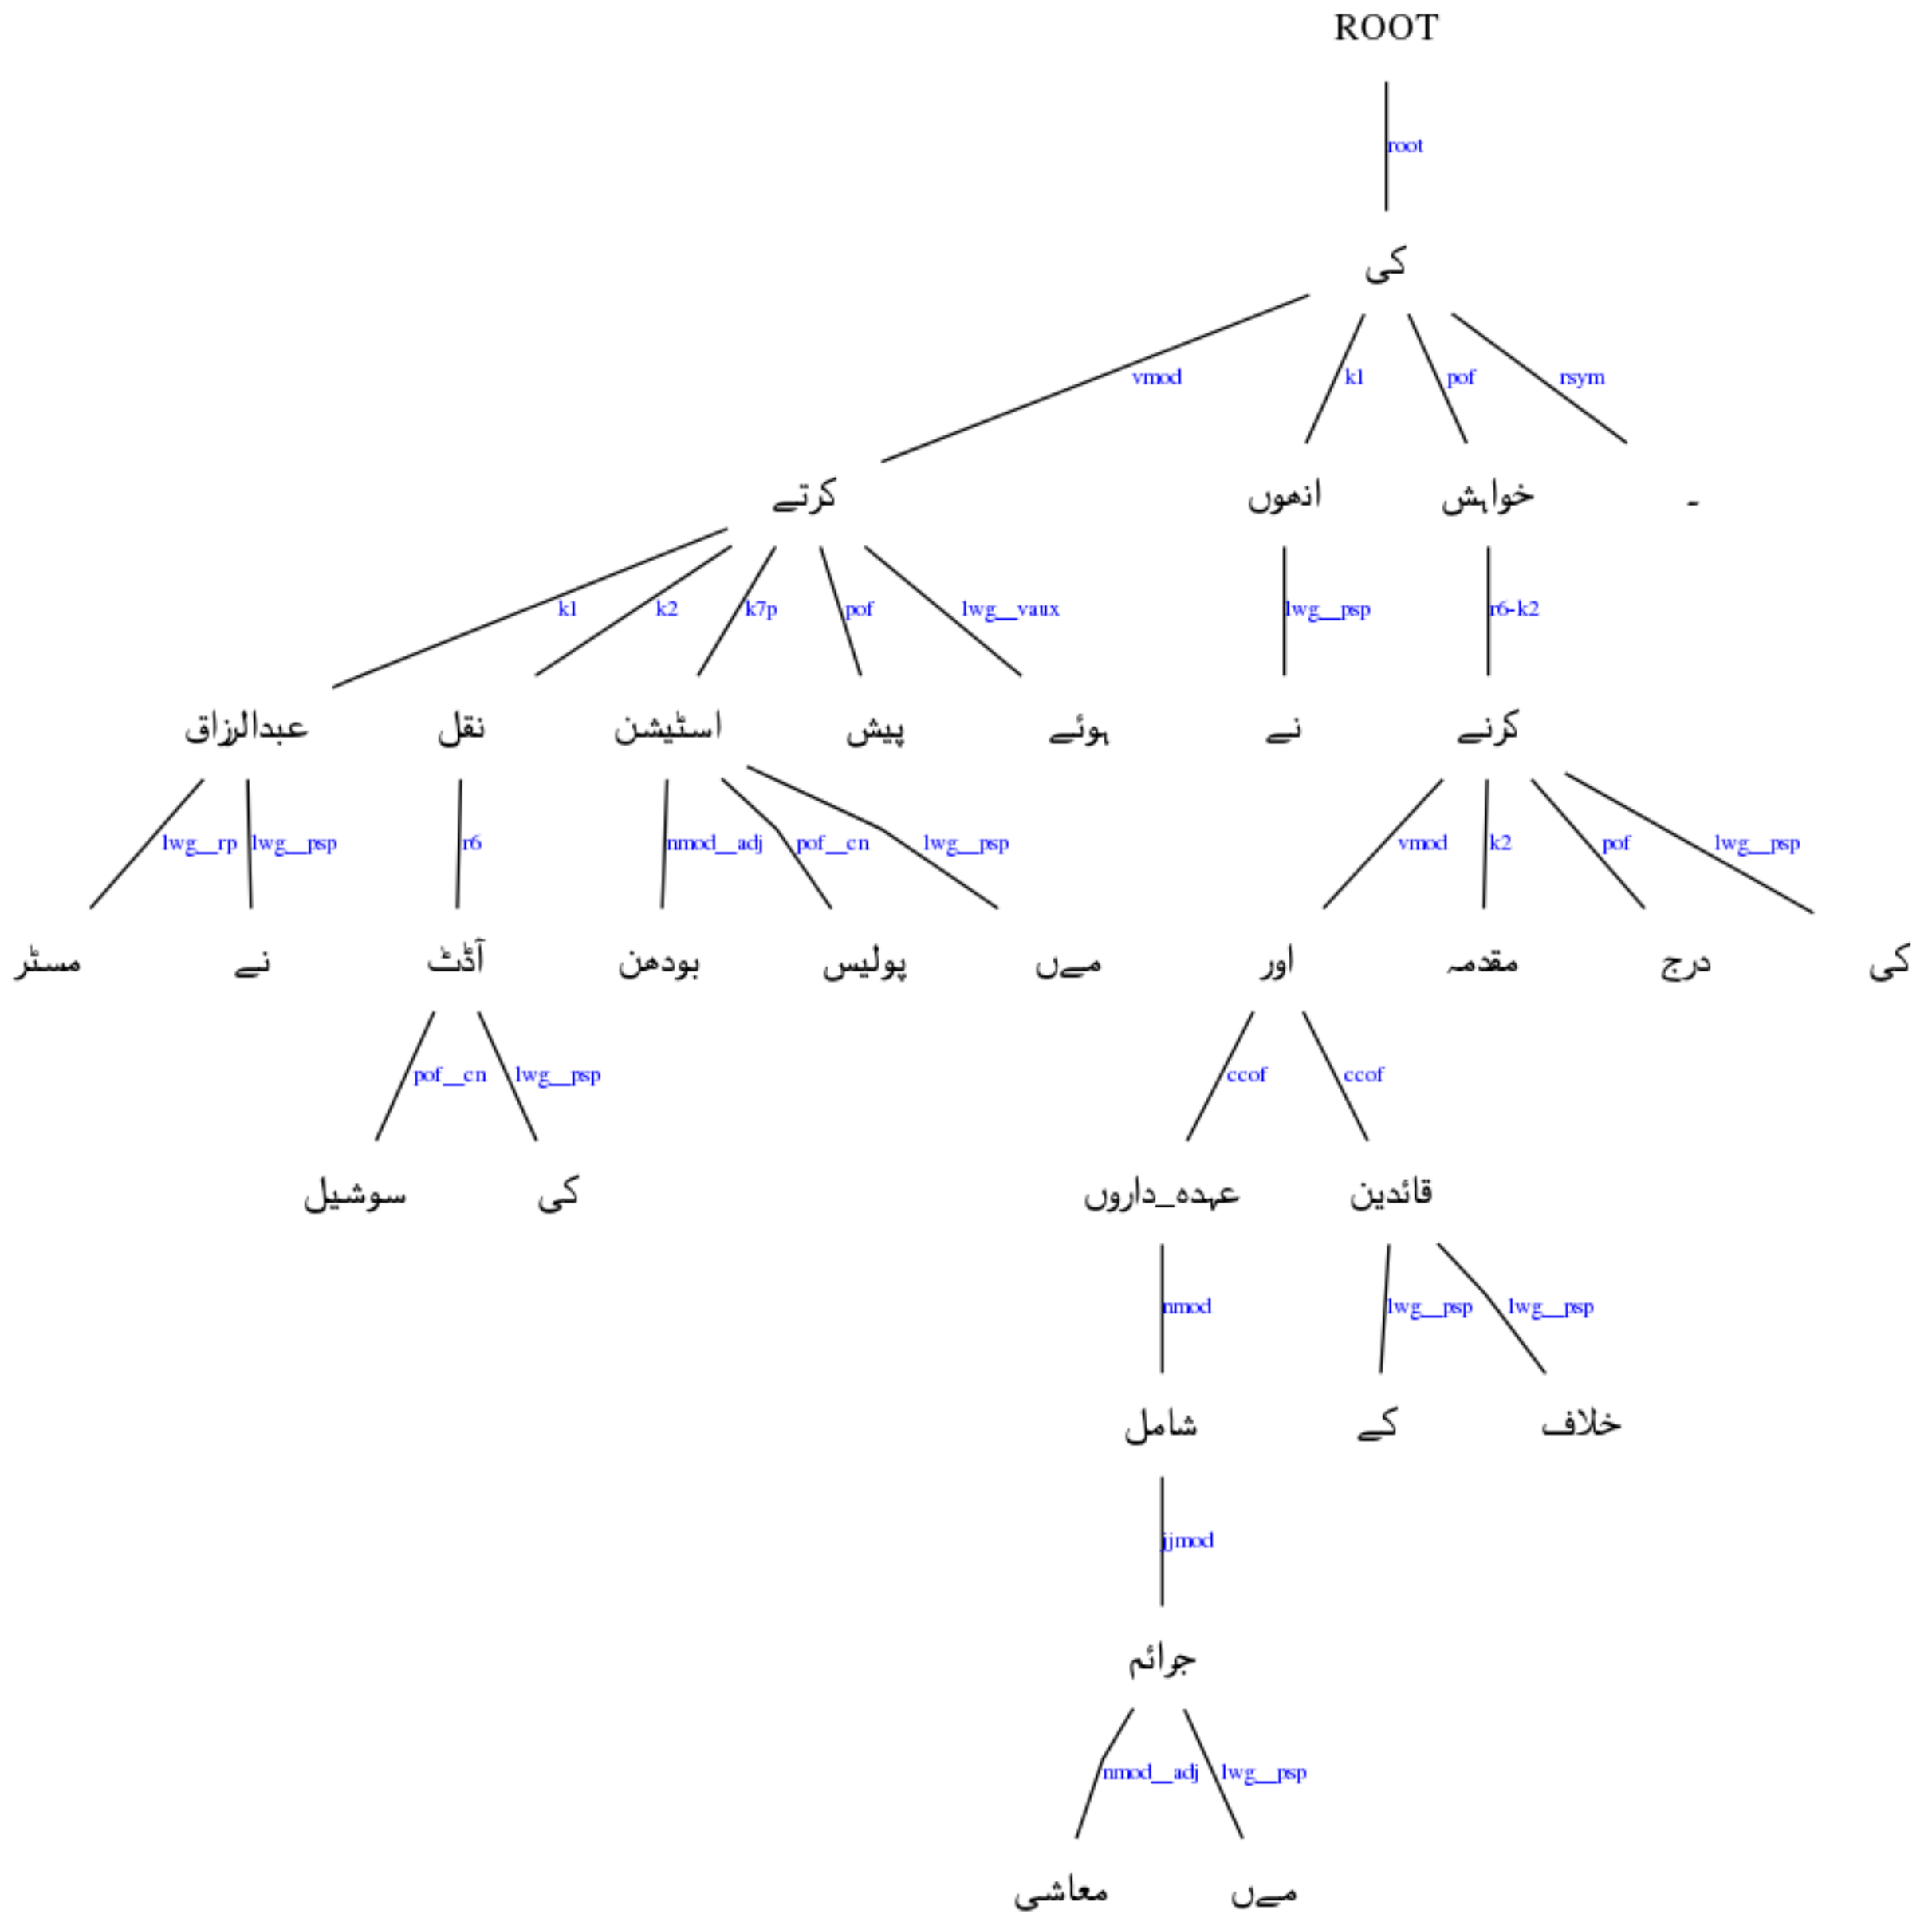 ROOT
root
کی
vmod k1 pof rsym
کرتے انھوں خواہش ۔
k1 k2 k7p pof lwg__vaux lwg__psp r6-k2
عبدالرزاق نقل اسٹیشن پیش ہوئے نے کرنے
lwg__rp lwg__psp r6 nmod__adj pof__cn lwg__psp vmod k2 pof lwg__psp
مسٹر نے آڈٹ بودھن پولیس مےں اور مقدمہ درج کی
pof__cn lwg__psp ccof ccof
سوشیل کی عہدہ_داروں قائدین
nmod lwg__psp lwg__psp
شامل کے خلاف
jjmod
جرائم
nmod__adj lwg__psp
معاشی مےں